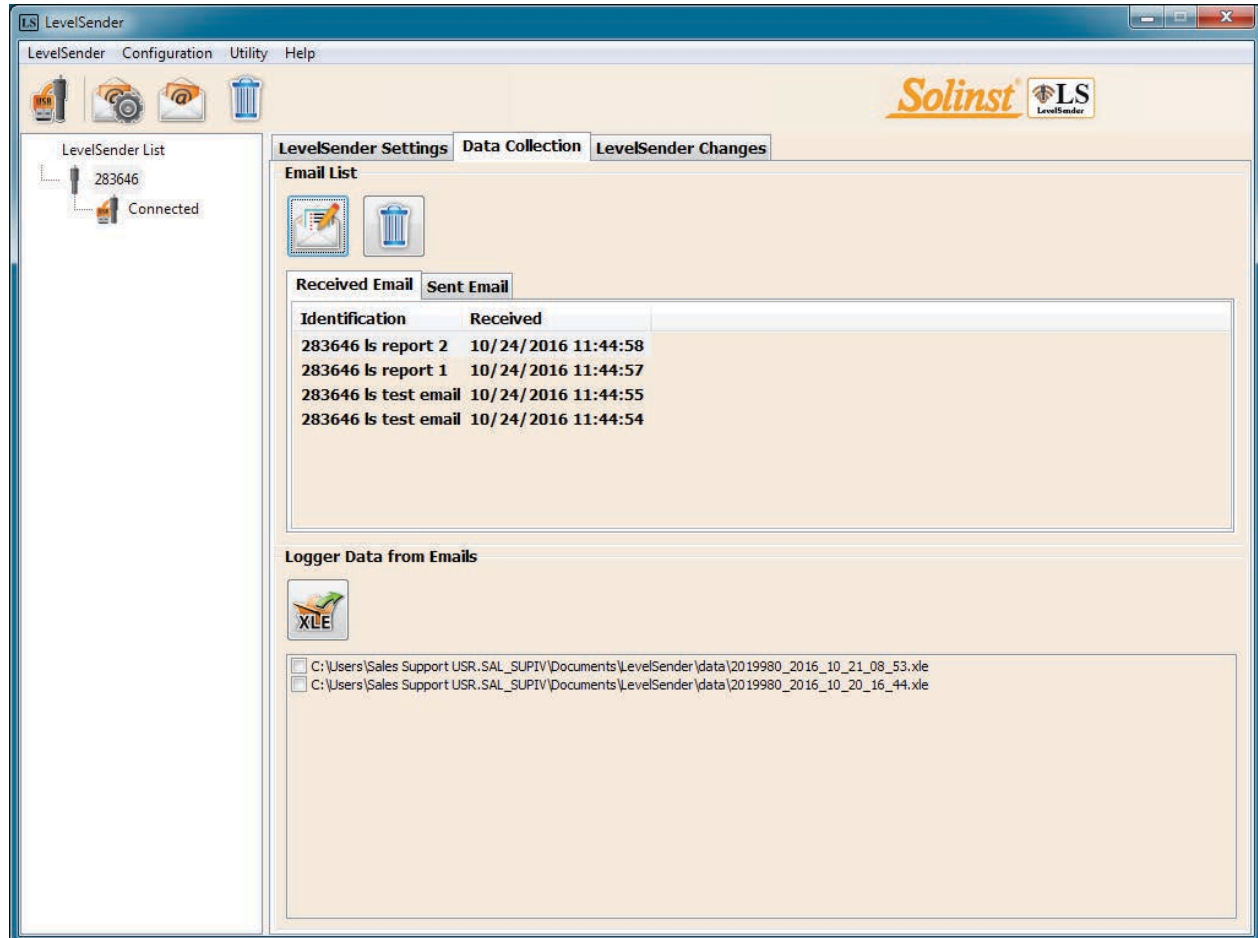 LS LevelSender
LevelSender Configuration Utility Help
USB @ @ Solinst LS
LevelSender
LevelSender List
283646
Connected
LevelSender Settings Data Collection LevelSender Changes
Email List
Received Email Sent Email
Identification Received
283646 ls report 2 10/24/2016 11:44:58
283646 ls report 1 10/24/2016 11:44:57
283646 ls test email 10/24/2016 11:44:55
283646 ls test email 10/24/2016 11:44:54
Logger Data from Emails
XLE
C:\Users\Sales Support USR.SAL_SUPIV\Documents\LevelSender\data\2019980_2016_10_21_08_53.xle
C:\Users\Sales Support USR.SAL_SUPIV\Documents\LevelSender\data\2019980_2016_10_20_16_44.xle